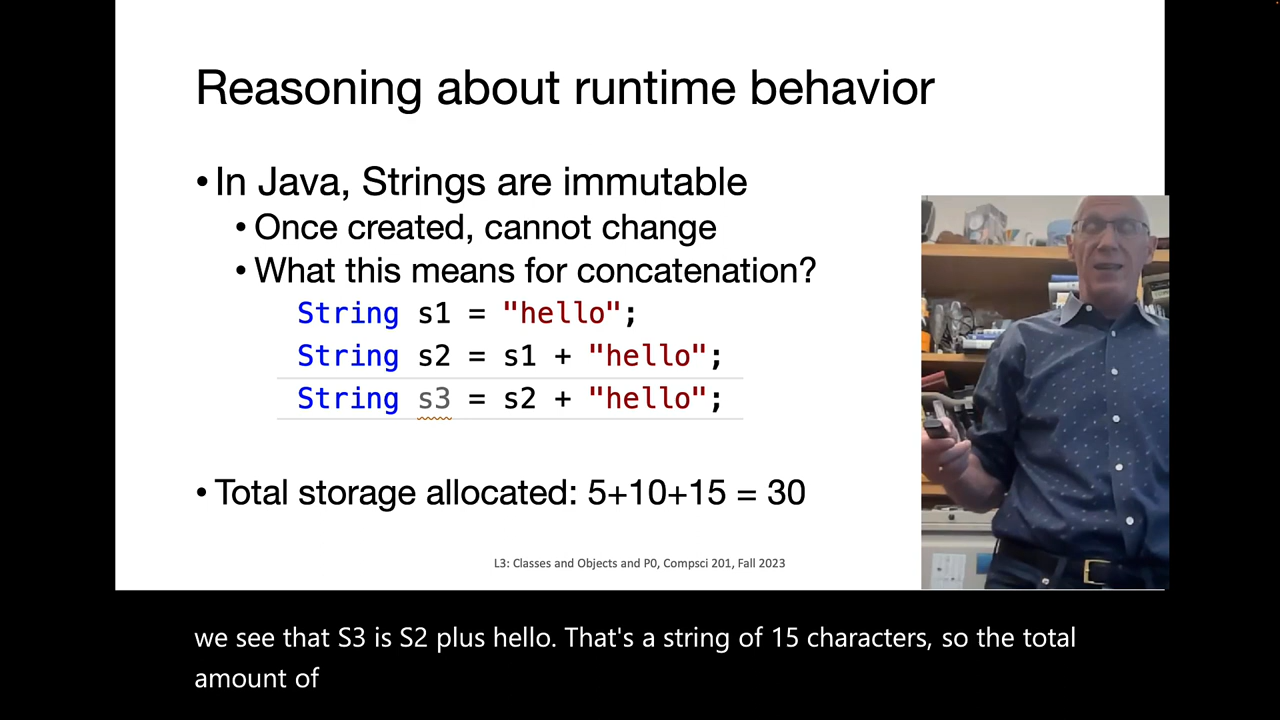 Reasoning about runtime behavior
• In Java, Strings are immutable
• Once created, cannot change
• What this means for concatenation?
String s1 = "hello";
String s2 = s1 + "hello";
String s3 = s2 + "hello";
• Total storage allocated: 5+10+15 = 30
L3: Classes and Objects and P0, Compsci 201, Fall 2023
we see that S3 is S2 plus hello. That's a string of 15 characters, so the total
amount of